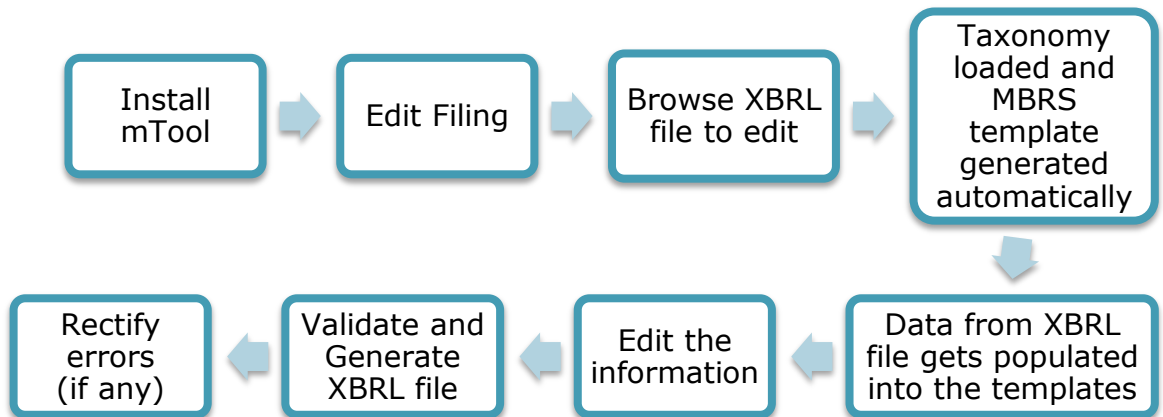 Install
mTool
Edit Filing
Browse XBRL
file to edit
Taxonomy
loaded and
MBRS
template
generated
automatically
Data from XBRL
file gets populated
into the templates
Edit the
information
Validate and
Generate
XBRL file
Rectify
errors
(if any)